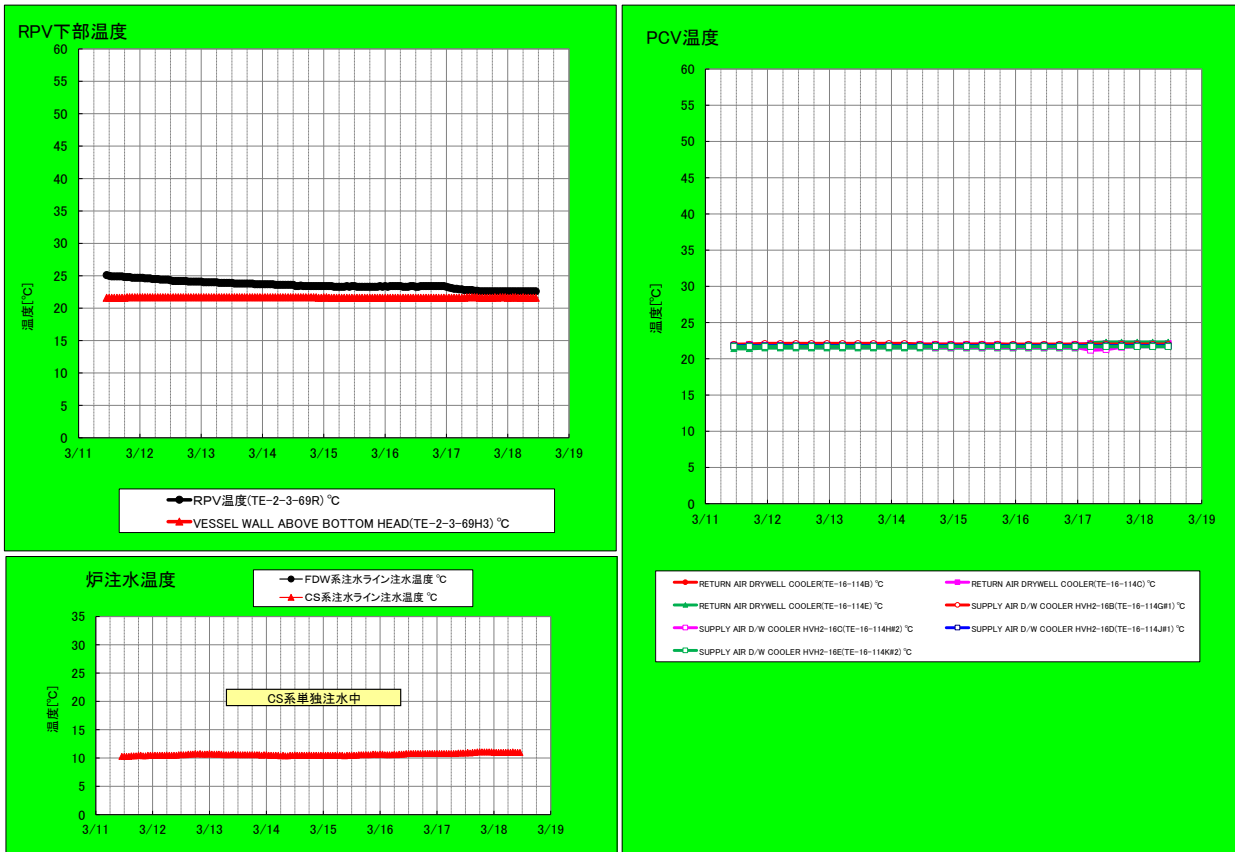 RPV下部温度
60
55
50
45
40
35
30
25
20
15
10
5
0
温度[℃]
3/11 3/12 3/13 3/14 3/15 3/16 3/17 3/18 3/19
RPV温度(TE-2-3-69R) ℃
VESSEL WALL ABOVE BOTTOM HEAD(TE-2-3-69H3) ℃
炉注水温度
FDW系注水ライン注水温度 ℃
CS系注水ライン注水温度 ℃
35
30
25
20
15
10
5
0
温度[℃]
CS系単独注水中
3/11 3/12 3/13 3/14 3/15 3/16 3/17 3/18 3/19
PCV温度
60
55
50
45
40
35
30
25
20
15
10
5
0
温度[℃]
3/11 3/12 3/13 3/14 3/15 3/16 3/17 3/18 3/19
RETURN AIR DRYWELL COOLER(TE-16-114B) ℃
RETURN AIR DRYWELL COOLER(TE-16-114C) ℃
RETURN AIR DRYWELL COOLER(TE-16-114E) ℃
SUPPLY AIR D/W COOLER HVH2-16B(TE-16-114G#1) ℃
SUPPLY AIR D/W COOLER HVH2-16C(TE-16-114H#2) ℃
SUPPLY AIR D/W COOLER HVH2-16D(TE-16-114J#1) ℃
SUPPLY AIR D/W COOLER HVH2-16E(TE-16-114K#2) ℃